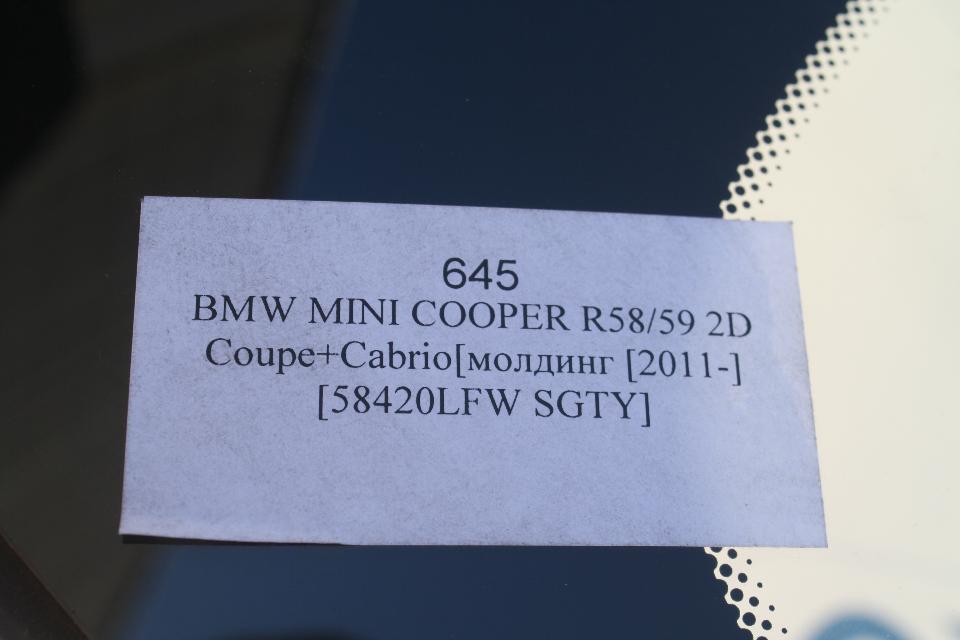 645
BMW MINI COOPER R58/59 2D
Coupe+Cabrio[молдинг [2011-]
[58420LFW SGTY]